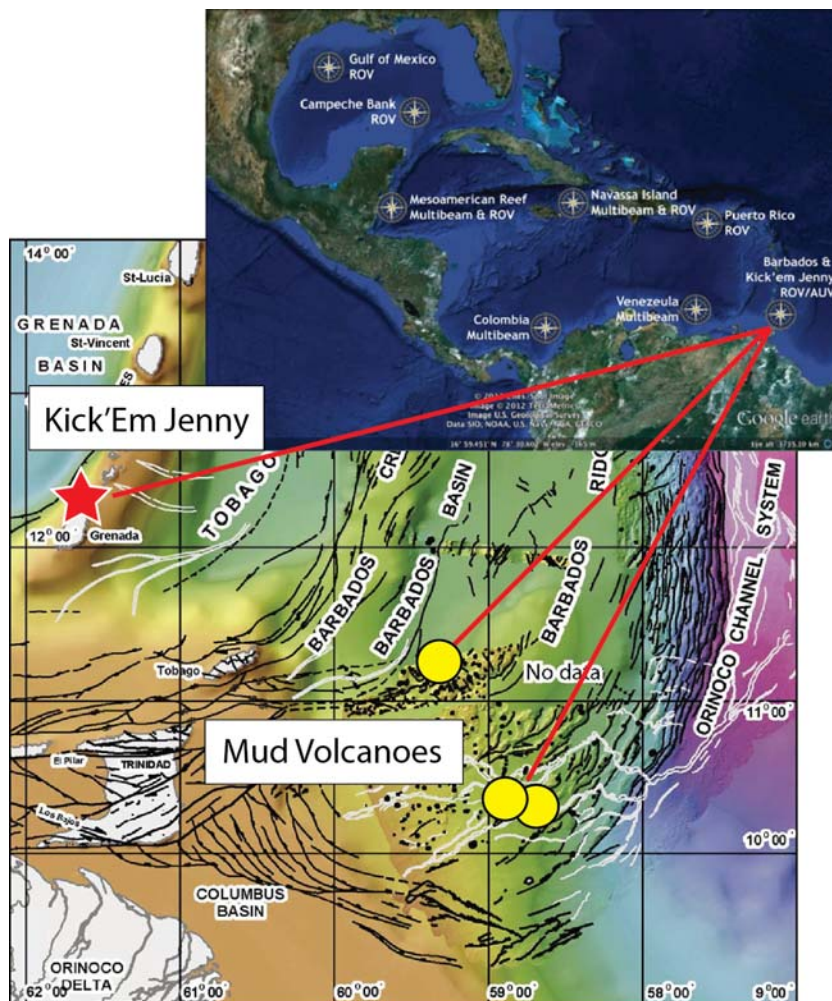 Gulf of Mexico
ROV
Campeche Bank
ROV
Mesoamerican Reef
Multibeam & ROV
Navassa Island
Multibeam & ROV
Puerto Rico
ROV
Barbados &
Kick'em Jenny
ROV/AUV
Venezeula
Multibeam
Colombia
Multibeam
Image U.S. Geological Survey
Google earth
14°00'
St-Lucia
GRENADA
BASIN
St-Vincent
Kick'Em Jenny
TOBAGO
BASIN
SYSTEM
12°00'
Grenada
BARBADOS
BARBADOS
BARBADOS
ORINOCO CHANNEL
Tobago
No data
11°00'
Mud Volcanoes
El Pilar
TRINIDAD
Los Bajos
10°00'
COLUMBUS
BASIN
ORINOCO
DELTA
62°00'
61°00'
60°00'
59°00'
58°00'
9°00'